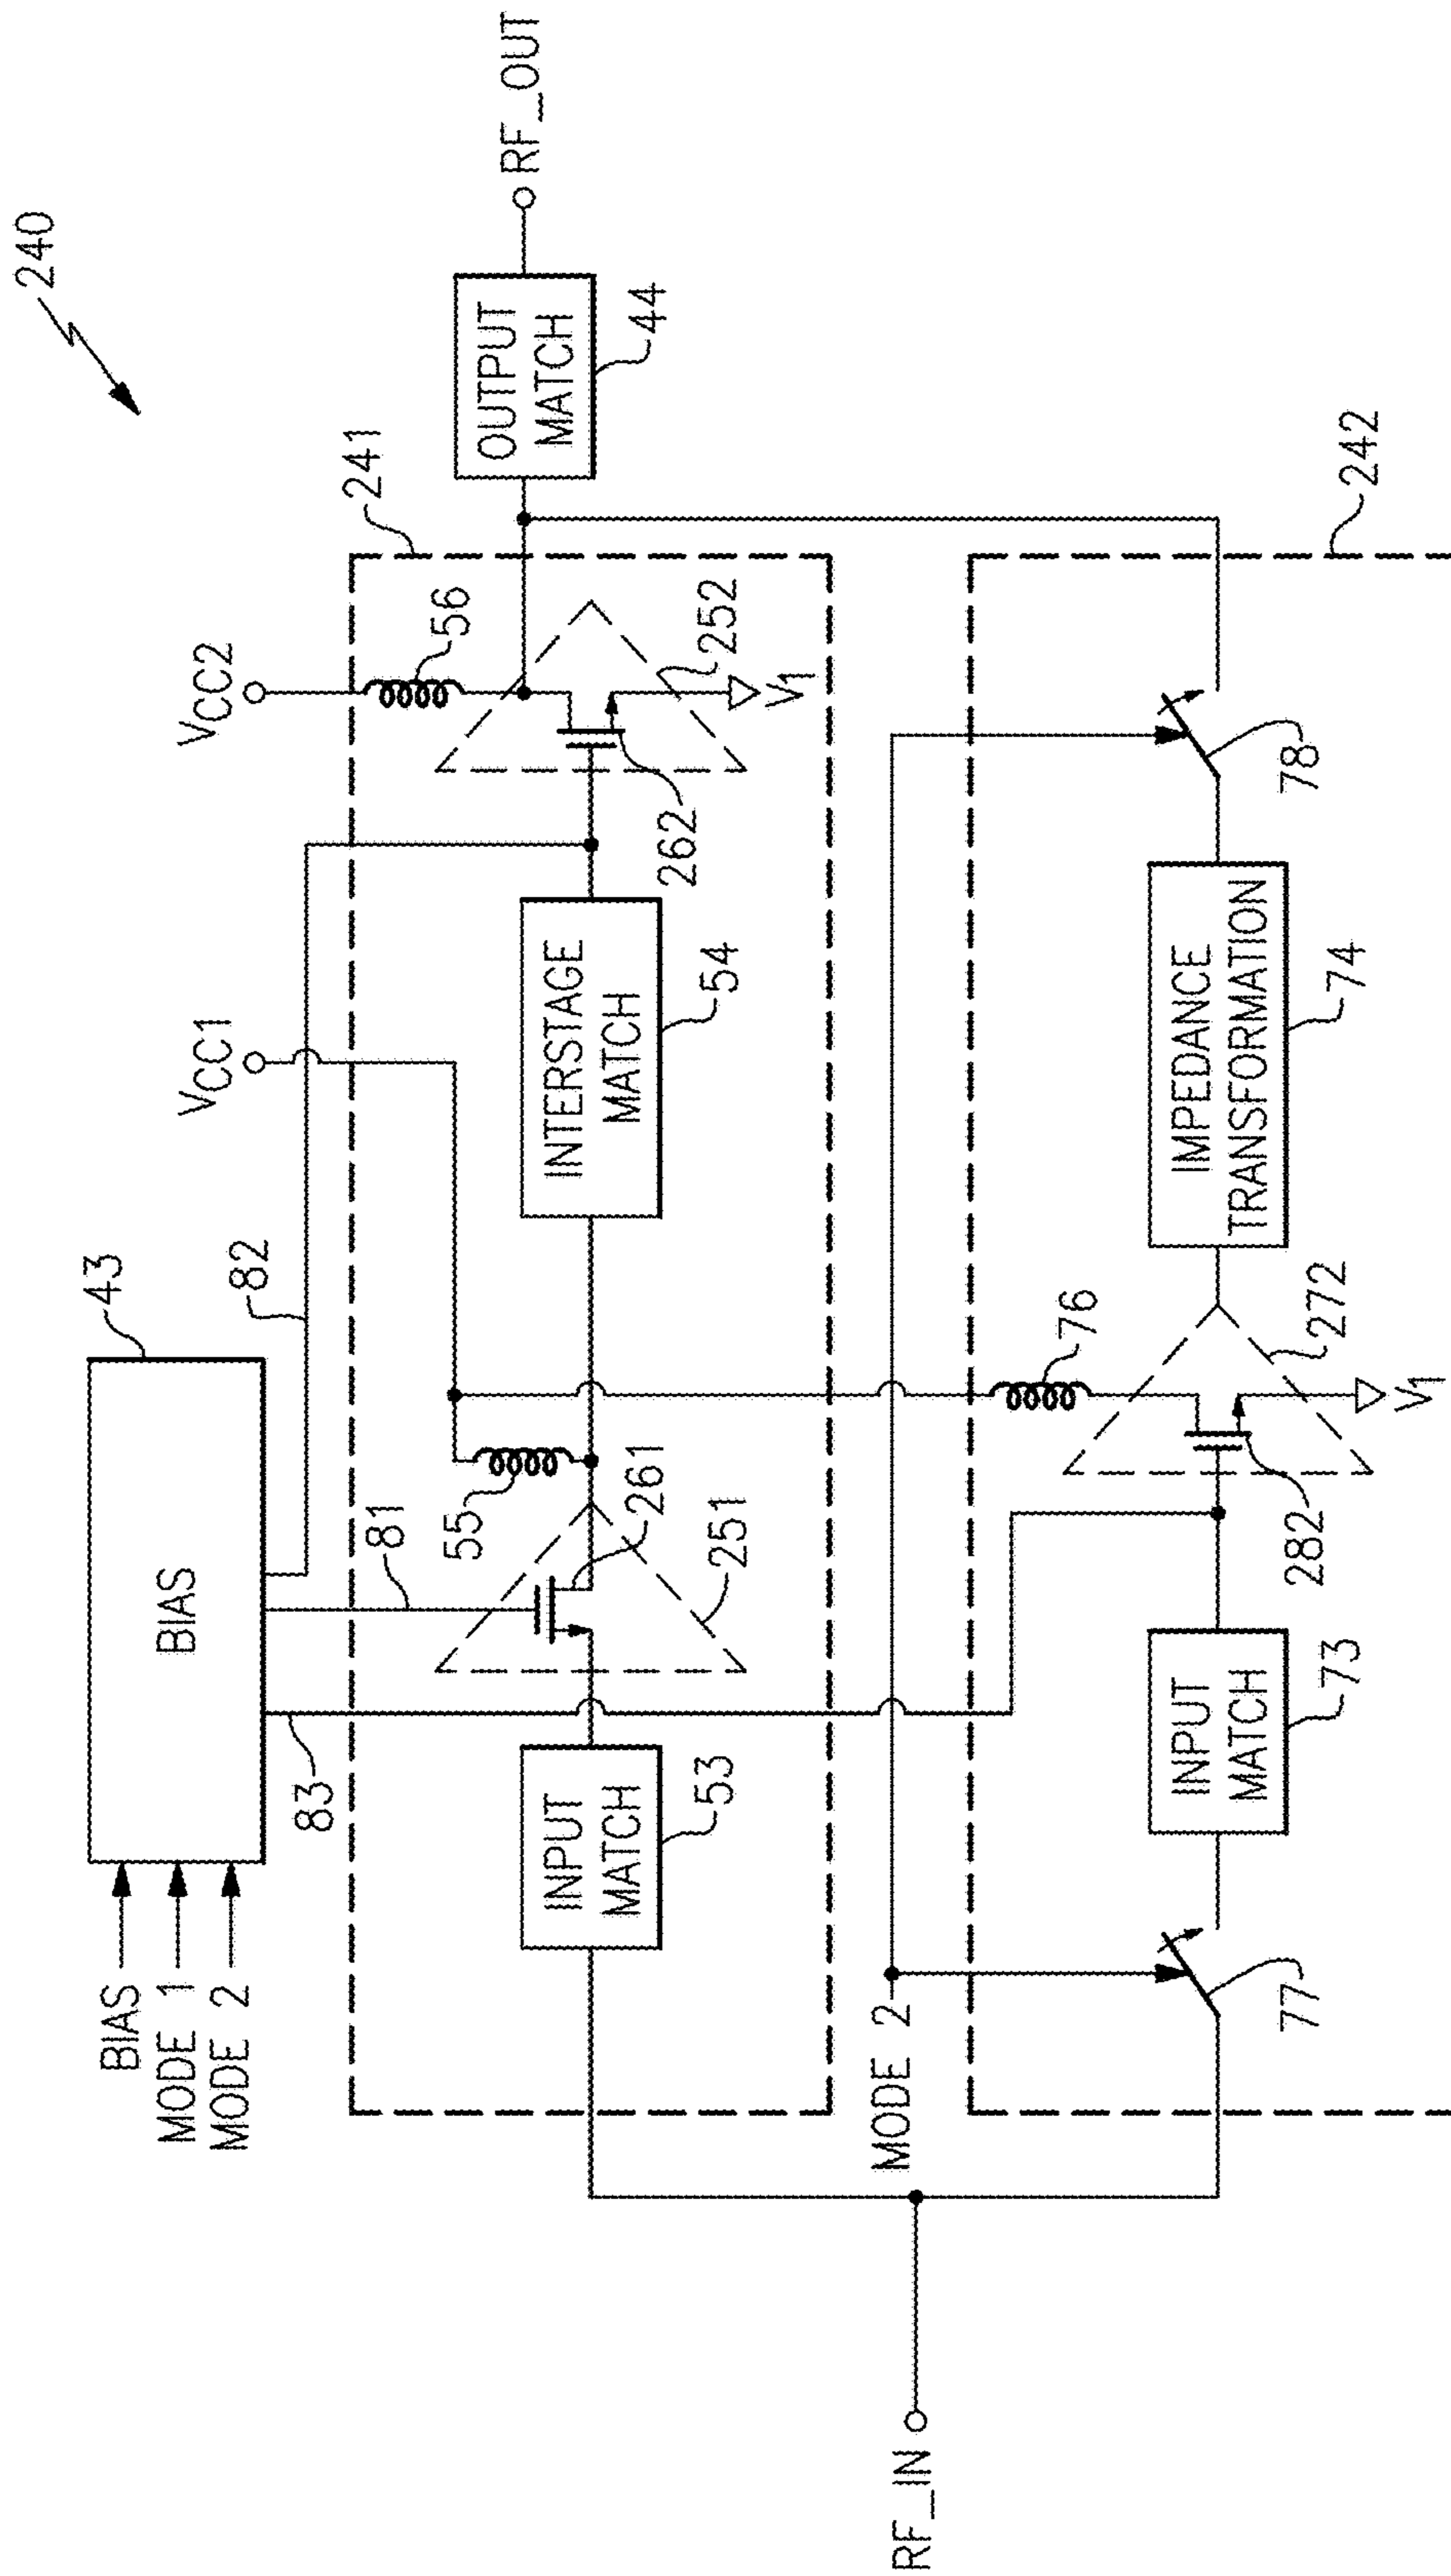 240
BIAS
MODE 1
MODE 2
BIAS
43
83
81
82
VCC1
VCC2
241
RF_OUT
OUTPUT
MATCH
44
INPUT
MATCH
53
55
261
251
INTERSTAGE
MATCH
54
56
262
252
V1
MODE 2
RF_IN
242
77
INPUT
MATCH
73
76
282
272
V1
IMPEDANCE
TRANSFORMATION
74
78